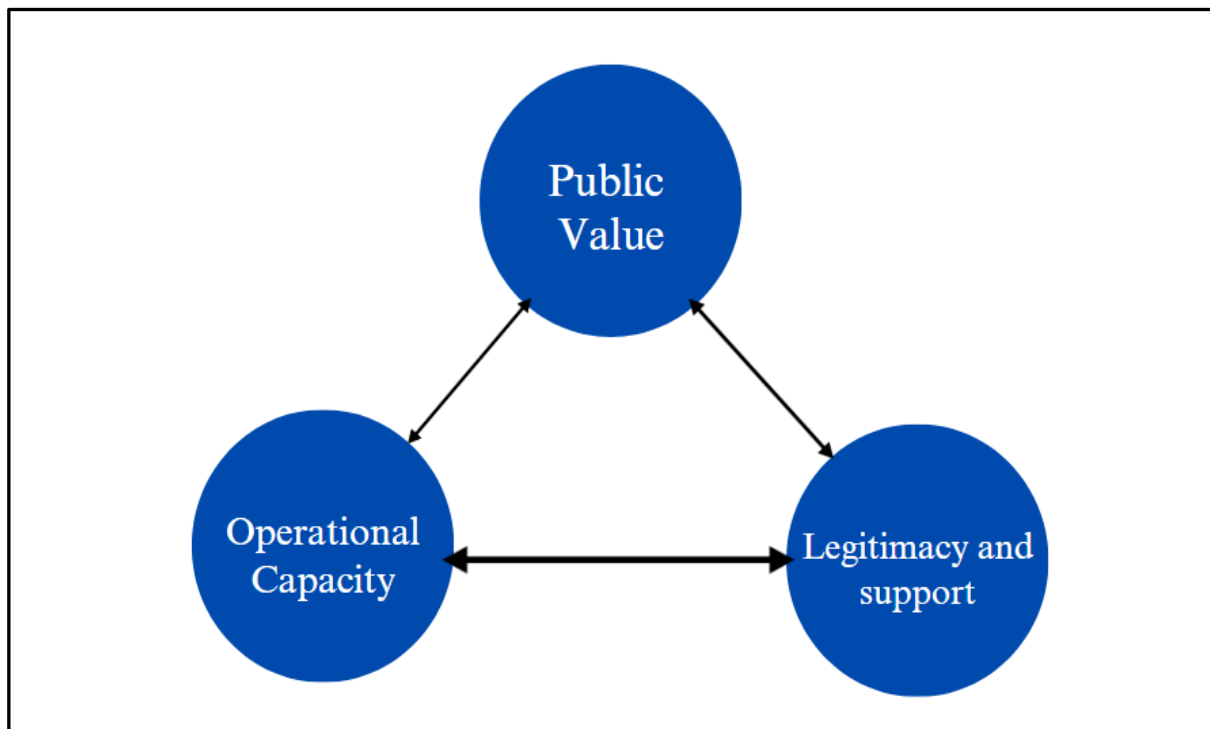 Public
Value
Operational
Capacity
Legitimacy and
support